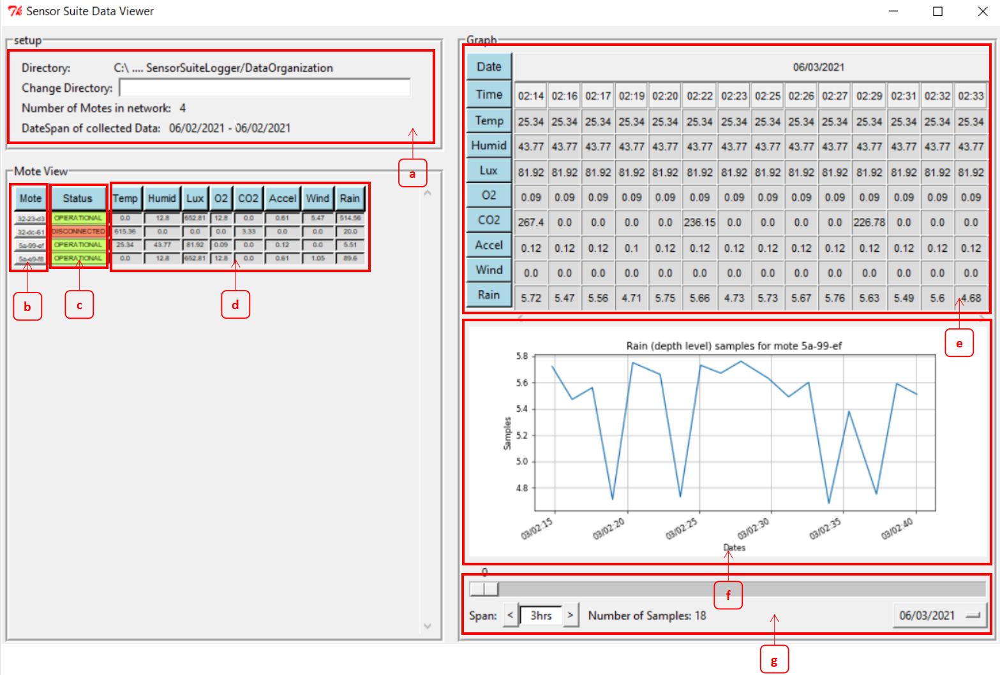 Sensor Suite Data Viewer
setup
Directory: C:\ .... SensorSuiteLogger/DataOrganization
Change Directory:
Number of Motes in network: 4
DateSpan of collected Data: 06/02/2021 - 06/02/2021
a
Mote View
Mote Status Temp Humid Lux O2 CO2 Accel Wind Rain
32-23-d3 OPERATIONAL 0.0 12.8 652.81 12.8 0.0 0.61 5.47 514.56
32-dc-61 DISCONNECTED 615.36 0.0 0.0 0.0 3.33 0.0 0.0 20.0
5a-99-ef OPERATIONAL 25.34 43.77 81.92 0.09 0.0 0.12 0.0 5.51
5a-e9-f8 OPERATIONAL 0.0 12.8 652.81 12.8 0.0 0.61 1.05 89.6
b c d
Graph
Date 06/03/2021
Time 02:14 02:16 02:17 02:19 02:20 02:22 02:23 02:25 02:26 02:27 02:29 02:31 02:32 02:33
Temp 25.34 25.34 25.34 25.34 25.34 25.34 25.34 25.34 25.34 25.34 25.34 25.34 25.34 25.34
Humid 43.77 43.77 43.77 43.77 43.77 43.77 43.77 43.77 43.77 43.77 43.77 43.77 43.77 43.77
Lux 81.92 81.92 81.92 81.92 81.92 81.92 81.92 81.92 81.92 81.92 81.92 81.92 81.92 81.92
O2 0.09 0.09 0.09 0.09 0.09 0.09 0.09 0.09 0.09 0.09 0.09 0.09 0.09 0.09
CO2 267.4 0.0 0.0 0.0 0.0 236.15 0.0 0.0 0.0 0.0 226.78 0.0 0.0 0.0
Accel 0.12 0.12 0.12 0.1 0.12 0.12 0.12 0.12 0.12 0.12 0.12 0.12 0.12 0.12
Wind 0.0 0.0 0.0 0.0 0.0 0.0 0.0 0.0 0.0 0.0 0.0 0.0 0.0 0.0
Rain 5.72 5.47 5.56 4.71 5.75 5.66 4.73 5.73 5.67 5.76 5.63 5.49 5.6 4.68
e
Rain (depth level) samples for mote 5a-99-ef
5.8
5.6
5.4
5.2
5.0
4.8
Samples
03/02:15 03/02:20 03/02:25 03/02:30 03/02:35 03/02:40
Dates
0
f
Span: < 3hrs > Number of Samples: 18 06/03/2021
g